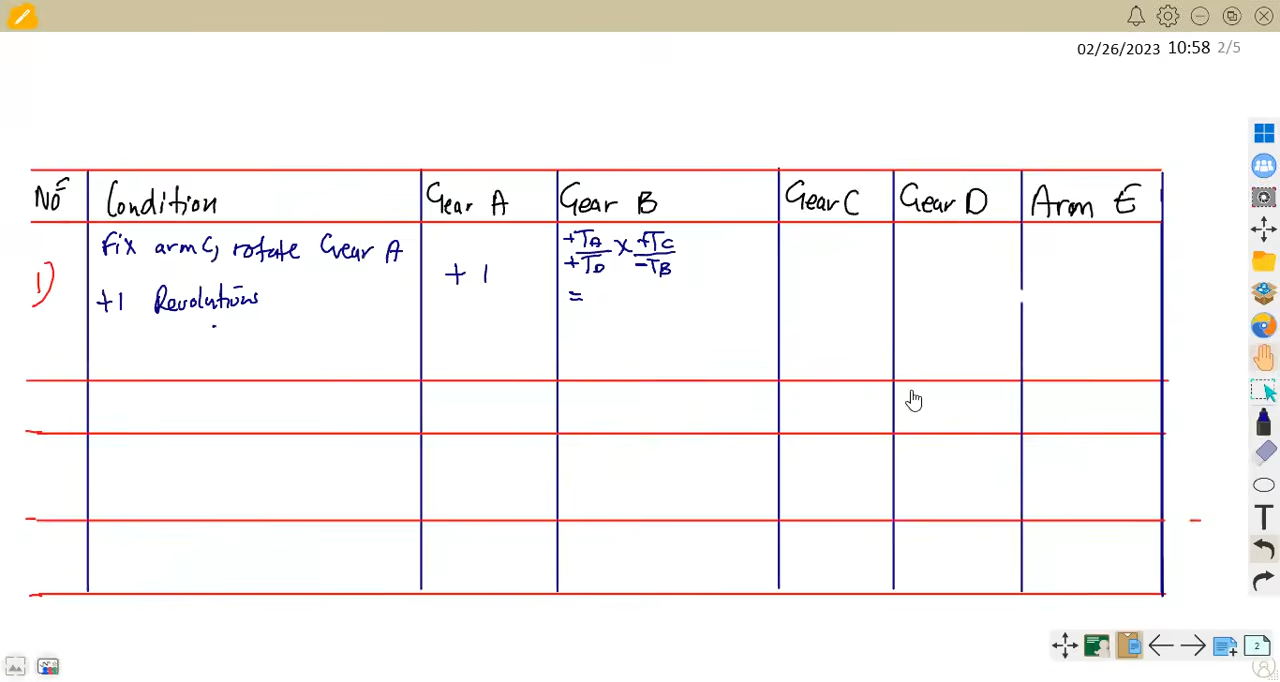 02/26/2023 10:58 2/5
No Condition Gear A Gear B Gear C Gear D Arm E
1) Fix arm C, rotate Gear A
+1 Revolutions
+1
+TA/+TD × +TC/-TB
=
T
2